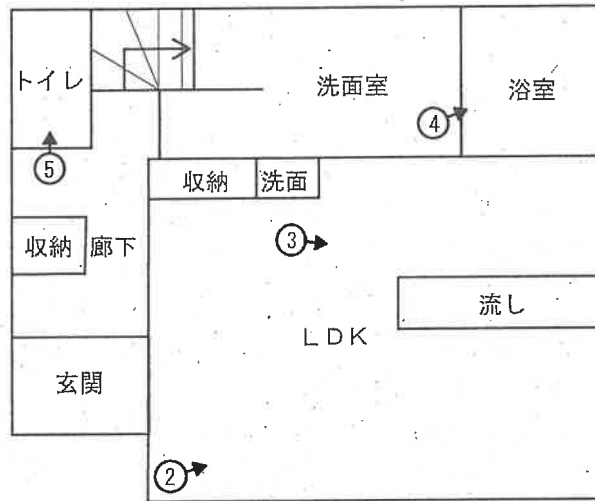 トイレ
洗面室
浴室
④
⑤
収納
洗面
収納
廊下
③
流し
LDK
玄関
②